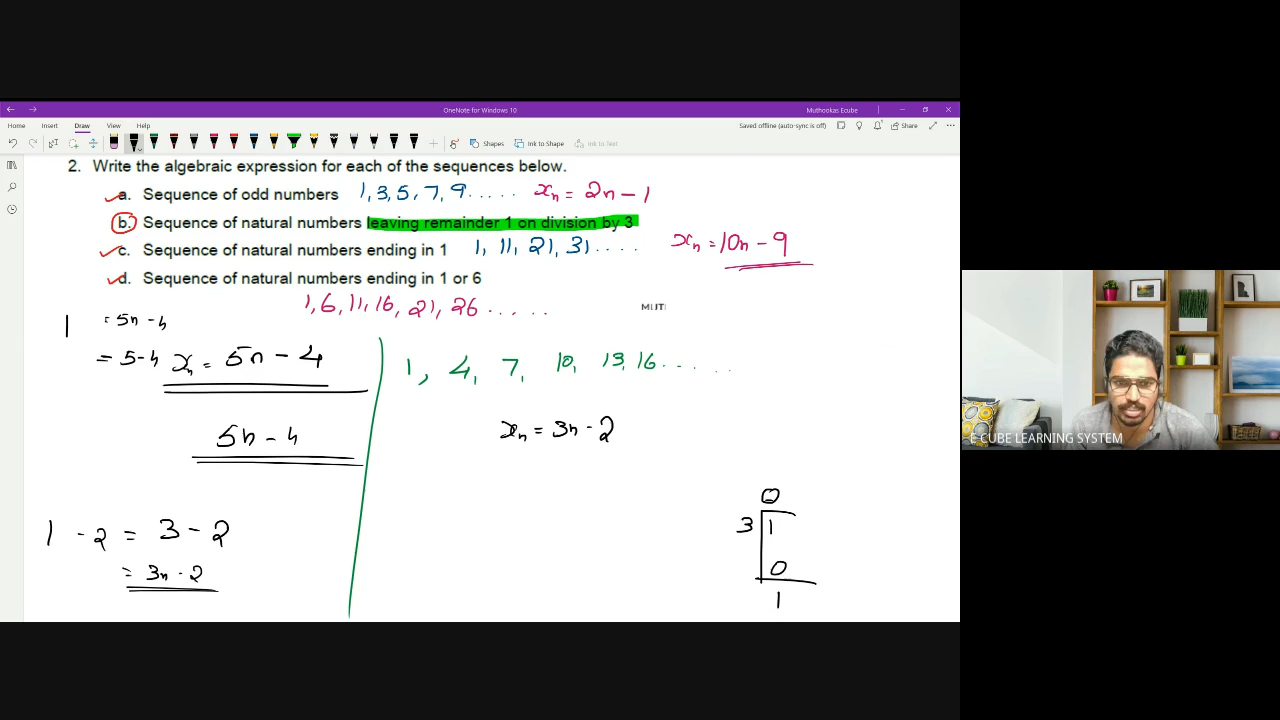 OneNote for Windows 10
Muthookas Ecube
Home Insert Draw View Help
Saved offline (auto-sync is off)
Share
Shapes
Ink to Shape
Ink to Text
2. Write the algebraic expression for each of the sequences below.
a. Sequence of odd numbers 1, 3, 5, 7, 9 ..... xn = 2n - 1
b. Sequence of natural numbers leaving remainder 1 on division by 3
xn = 10n - 9
c. Sequence of natural numbers ending in 1 1, 11, 21, 31 ....
d. Sequence of natural numbers ending in 1 or 6
1, 6, 11, 16, 21, 26 ......
MUTI
1 = 5n - 4
= 5 - 4
xn = 5n - 4
5n - 4
1 - 2 = 3 - 2
= 3n - 2
1, 4, 7, 10, 13, 16 ......
xn = 3n - 2
0
3 1
0
1
E CUBE LEARNING SYSTEM